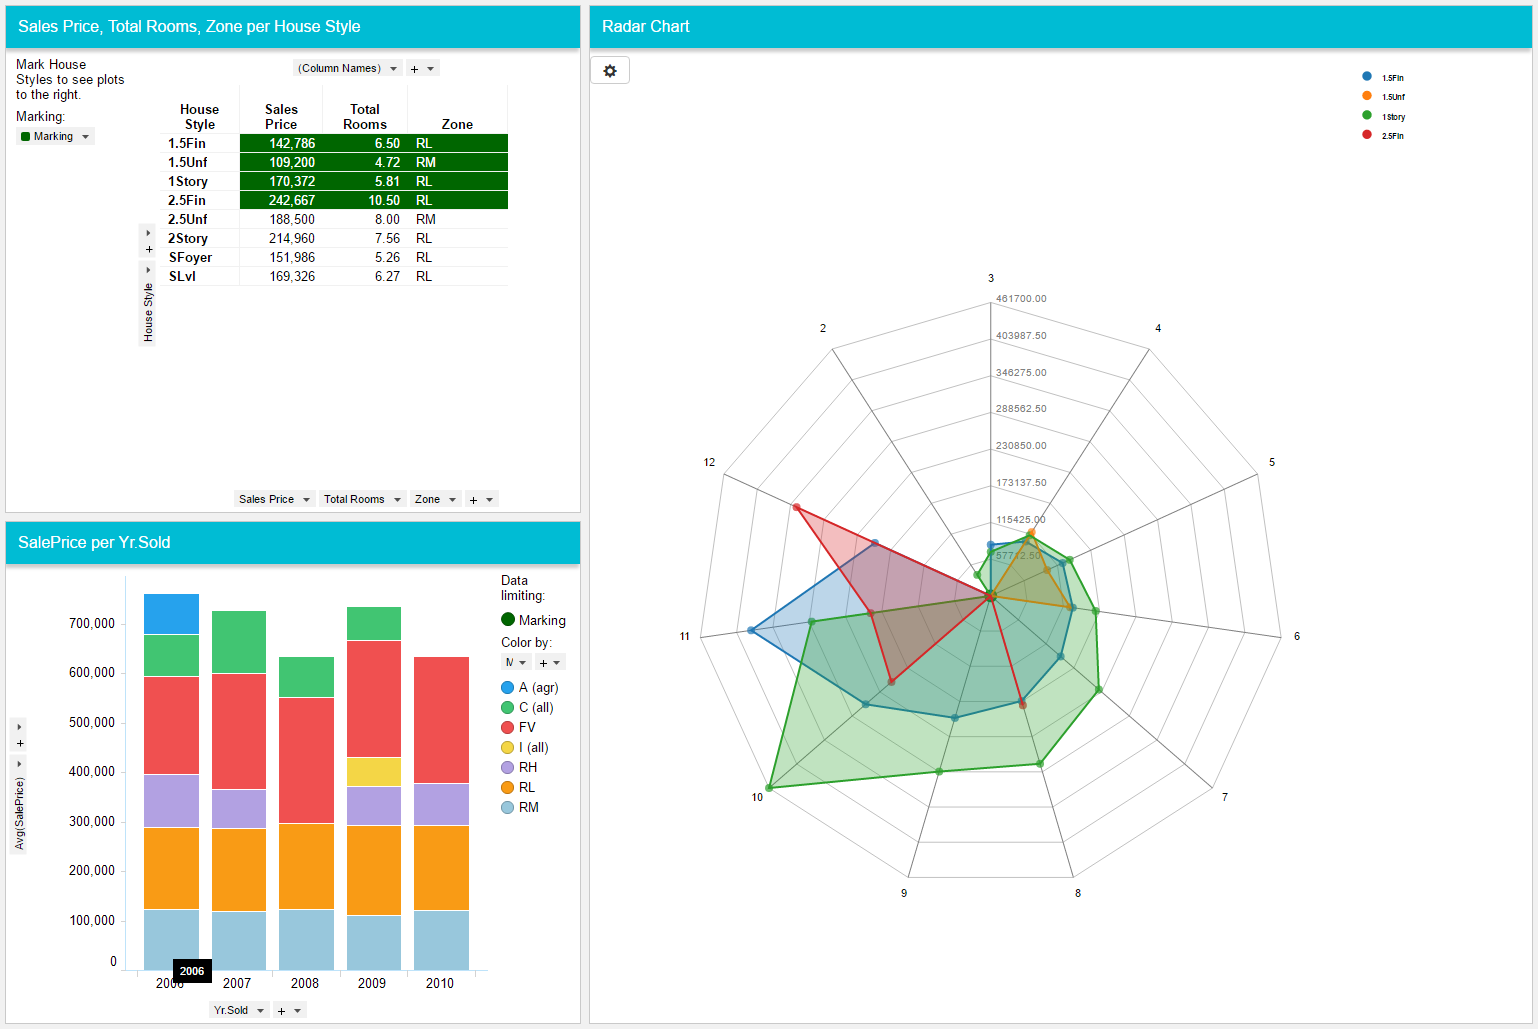 Sales Price, Total Rooms, Zone per House Style
Mark House
Styles to see plots
to the right.
Marking:
Marking
(Column Names)
+
House Style
Sales Price
Total Rooms
Zone
1.5Fin 142,786 6.50 RL
1.5Unf 109,200 4.72 RM
1Story 170,372 5.81 RL
2.5Fin 242,667 10.50 RL
2.5Unf 188,500 8.00 RM
2Story 214,960 7.56 RL
SFoyer 151,986 5.26 RL
SLvl 169,326 6.27 RL
+
House Style
Sales Price Total Rooms Zone +
SalePrice per Yr.Sold
700,000
600,000
500,000
400,000
300,000
200,000
100,000
0
+
Avg(SalePrice)
2006 2007 2008 2009 2010
2006
Yr.Sold +
Data
limiting:
Marking
Color by:
M +
A (agr)
C (all)
FV
I (all)
RH
RL
RM
Radar Chart
1.5Fin
1.5Unf
1Story
2.5Fin
3
461700.00
403987.50
346275.00
288562.50
230850.00
173137.50
115425.00
57712.50
2
4
12
5
11
6
10
7
9
8